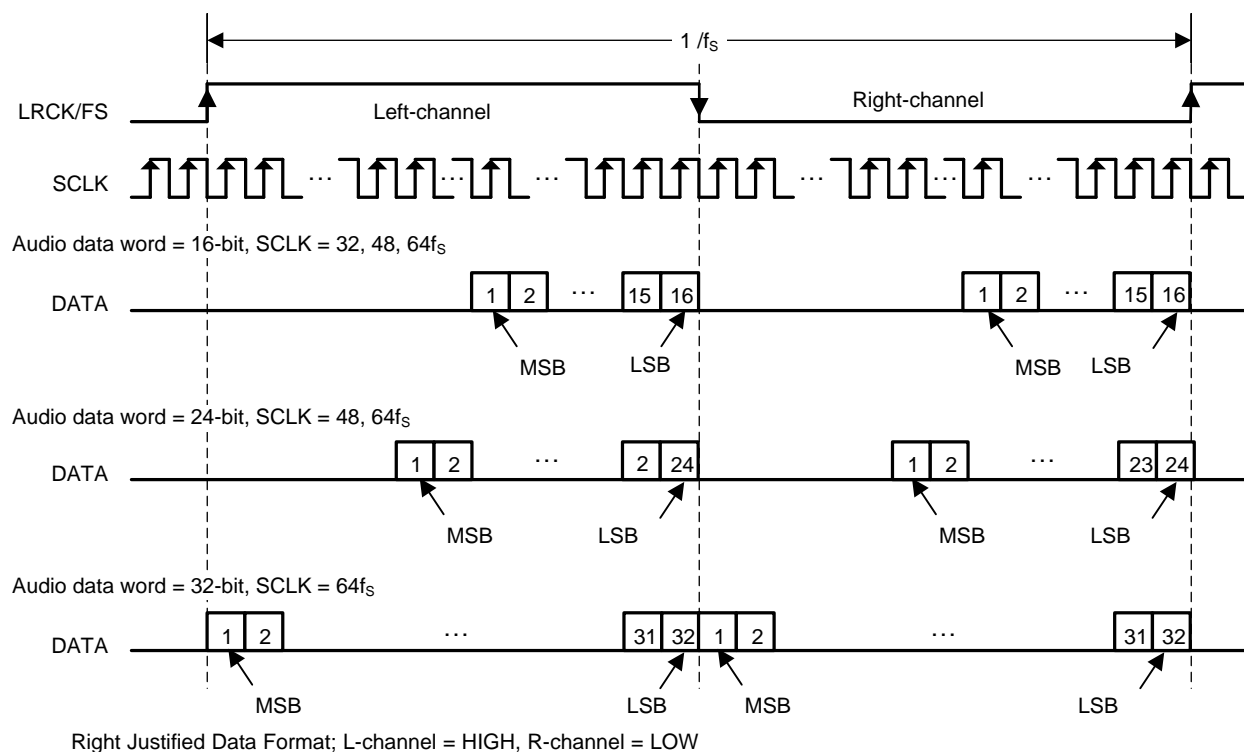 1 /fS
LRCK/FS
Left-channel
Right-channel
SCLK
... ... ... ... ... ...
Audio data word = 16-bit, SCLK = 32, 48, 64fS
DATA
1 2 ... 15 16 1 2 ... 15 16
MSB LSB MSB LSB
Audio data word = 24-bit, SCLK = 48, 64fS
DATA
1 2 ... 2 24 1 2 ... 23 24
MSB LSB MSB LSB
Audio data word = 32-bit, SCLK = 64fS
DATA
1 2 ... 31 32 1 2 ... 31 32
MSB LSB MSB LSB
Right Justified Data Format; L-channel = HIGH, R-channel = LOW